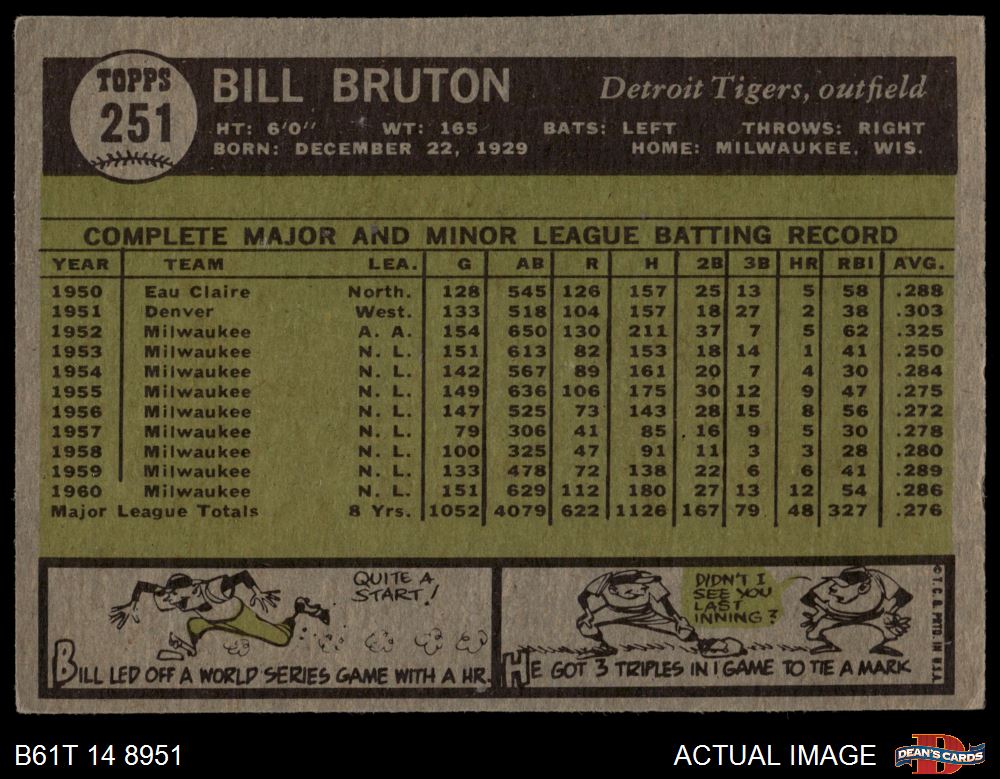 TOPPS
251
BILL BRUTON
Detroit Tigers, outfield
HT: 6'0" WT: 165 BATS: LEFT THROWS: RIGHT
BORN: DECEMBER 22, 1929 HOME: MILWAUKEE, WIS.
COMPLETE MAJOR AND MINOR LEAGUE BATTING RECORD
YEAR TEAM LEA. G AB R H 2B 3B HR RBI AVG.
1950 Eau Claire North. 128 545 126 157 25 13 5 58 .288
1951 Denver West. 133 518 104 157 18 27 2 38 .303
1952 Milwaukee A. A. 154 650 130 211 37 7 5 62 .325
1953 Milwaukee N. L. 151 613 82 153 18 14 1 41 .250
1954 Milwaukee N. L. 142 567 89 161 20 7 4 30 .284
1955 Milwaukee N. L. 149 636 106 175 30 12 9 47 .275
1956 Milwaukee N. L. 147 525 73 143 28 15 8 56 .272
1957 Milwaukee N. L. 79 306 41 85 16 9 5 30 .278
1958 Milwaukee N. L. 100 325 47 91 11 3 3 28 .280
1959 Milwaukee N. L. 133 478 72 138 22 6 6 41 .289
1960 Milwaukee N. L. 151 629 112 180 27 13 12 54 .286
Major League Totals 8 Yrs. 1052 4079 622 1126 167 79 48 327 .276
QUITE A
START!
BILL LED OFF A WORLD SERIES GAME WITH A HR.
DIDN'T I
SEE YOU
LAST
INNING?
HE GOT 3 TRIPLES IN 1 GAME TO TIE A MARK
© T. C. G. PRTD. IN U.S.A.
B61T 14 8951
ACTUAL IMAGE
D
DEAN'S CARDS